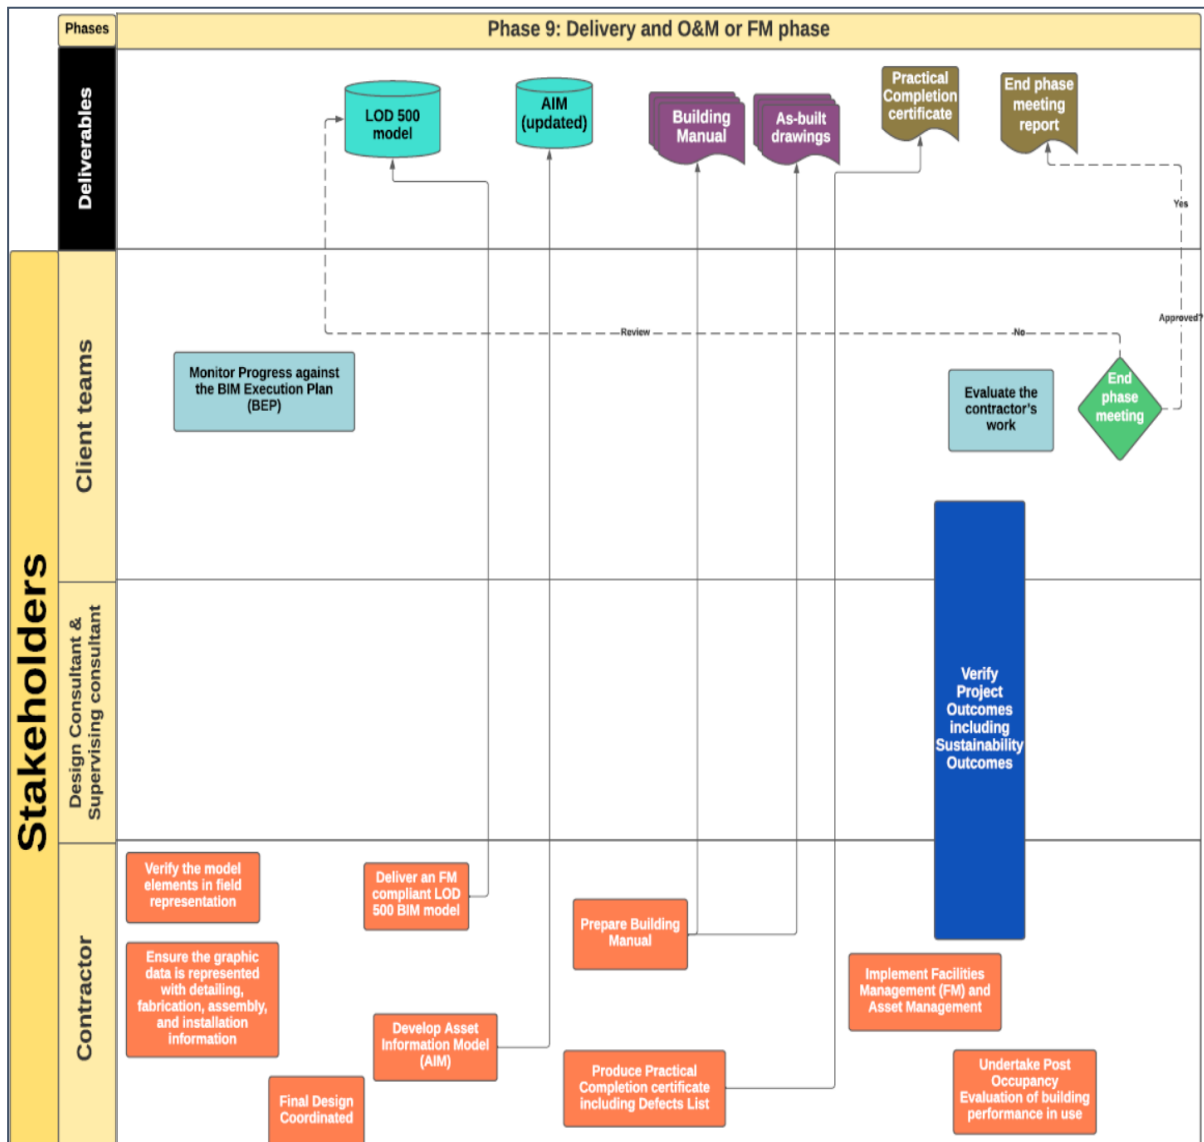 Phases
Phase 9: Delivery and O&M or FM phase
Deliverables
LOD 500
model
AIM
(updated)
Building
Manual
As-built
drawings
Practical
Completion
certificate
End phase
meeting
report
Yes
Stakeholders
Client teams
Review
No
Approved?
Monitor Progress against
the BIM Execution Plan
(BEP)
Evaluate the
contractor's
work
End
phase
meeting
Design Consultant &
Supervising consultant
Verify
Project
Outcomes
including
Sustainability
Outcomes
Contractor
Verify the model
elements in field
representation
Deliver an FM
compliant LOD
500 BIM model
Prepare Building
Manual
Ensure the graphic
data is represented
with detailing,
fabrication, assembly,
and installation
information
Implement Facilities
Management (FM) and
Asset Management
Develop Asset
Information Model
(AIM)
Produce Practical
Completion certificate
including Defects List
Undertake Post
Occupancy
Evaluation of building
performance in use
Final Design
Coordinated